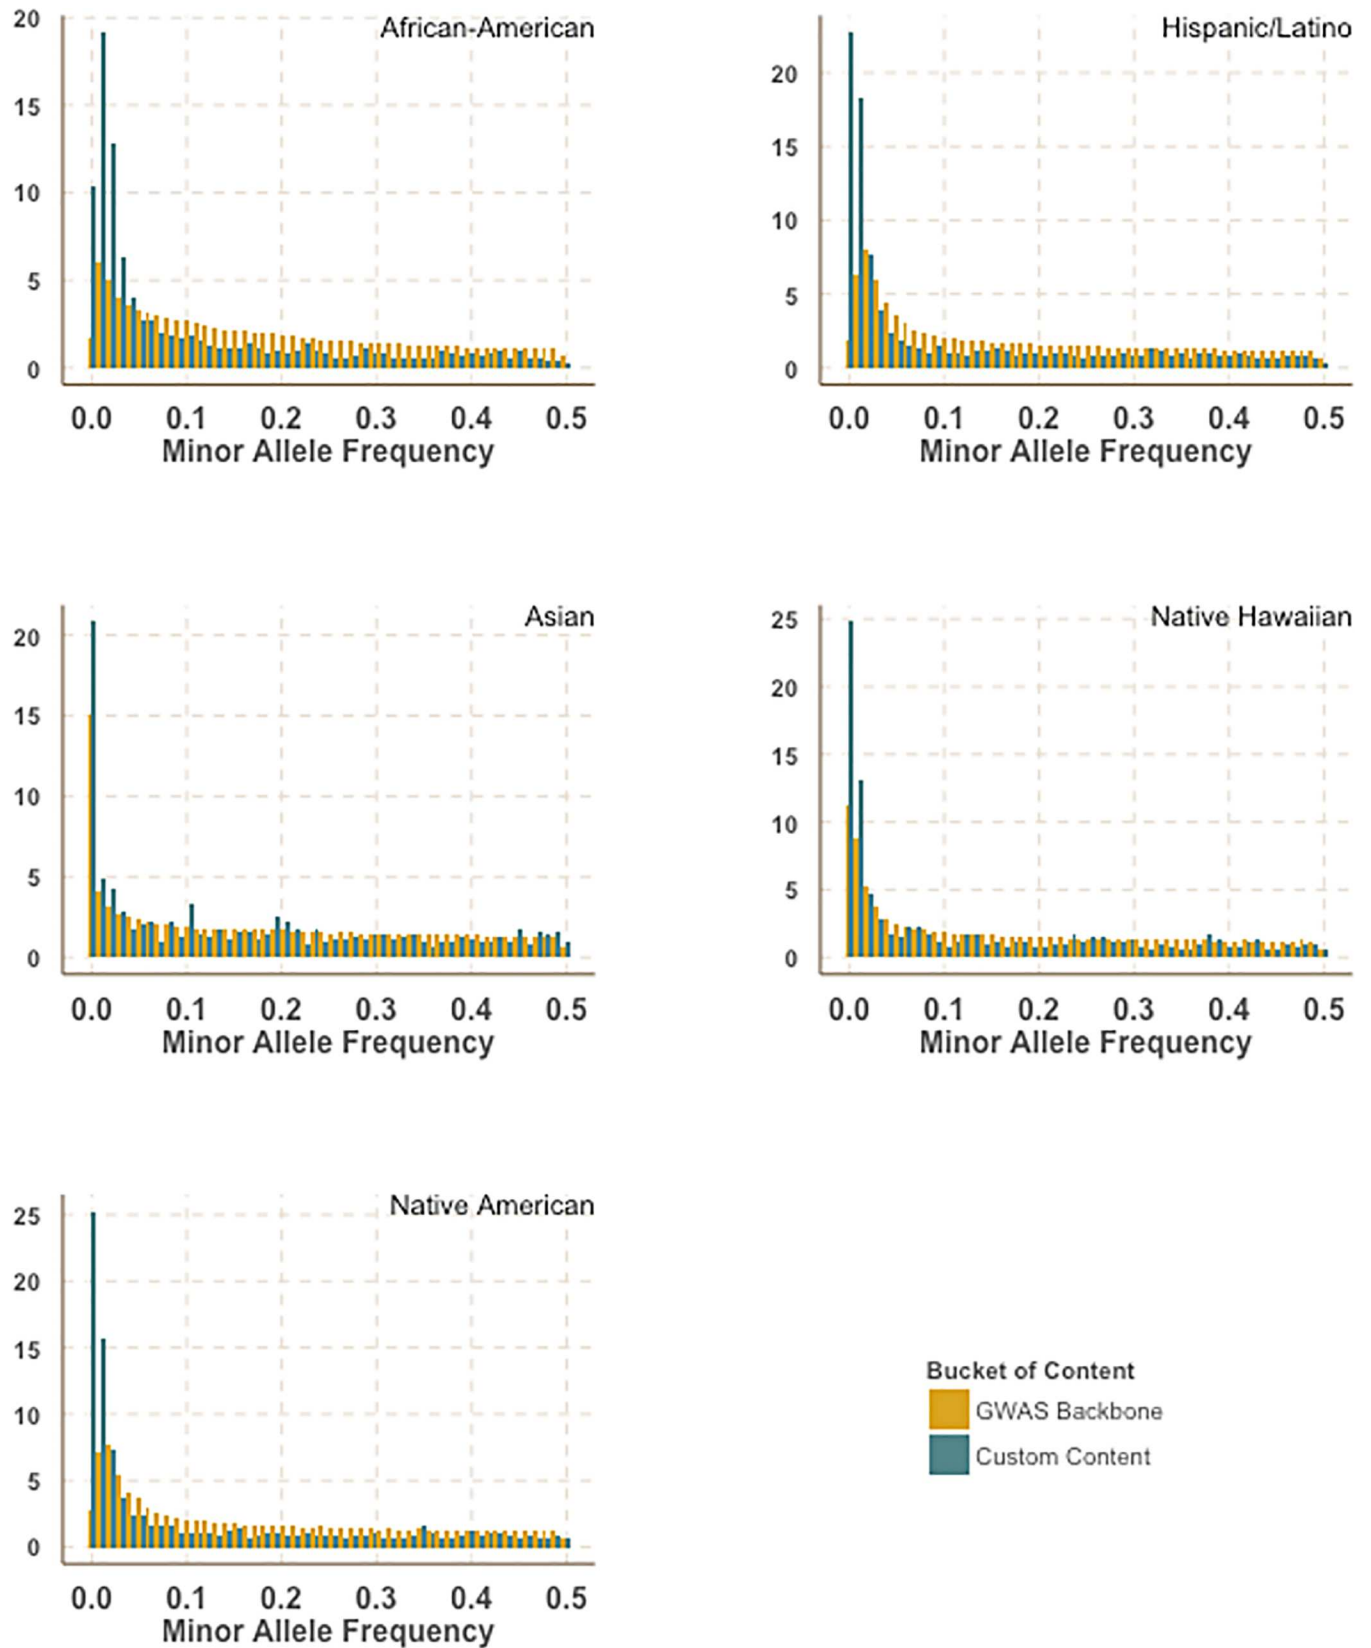 African-American
20
15
10
5
0
0.0 0.1 0.2 0.3 0.4 0.5
Minor Allele Frequency
Hispanic/Latino
20
15
10
5
0
0.0 0.1 0.2 0.3 0.4 0.5
Minor Allele Frequency
Asian
20
15
10
5
0
0.0 0.1 0.2 0.3 0.4 0.5
Minor Allele Frequency
Native Hawaiian
25
20
15
10
5
0
0.0 0.1 0.2 0.3 0.4 0.5
Minor Allele Frequency
Native American
25
20
15
10
5
0
0.0 0.1 0.2 0.3 0.4 0.5
Minor Allele Frequency
Bucket of Content
GWAS Backbone
Custom Content